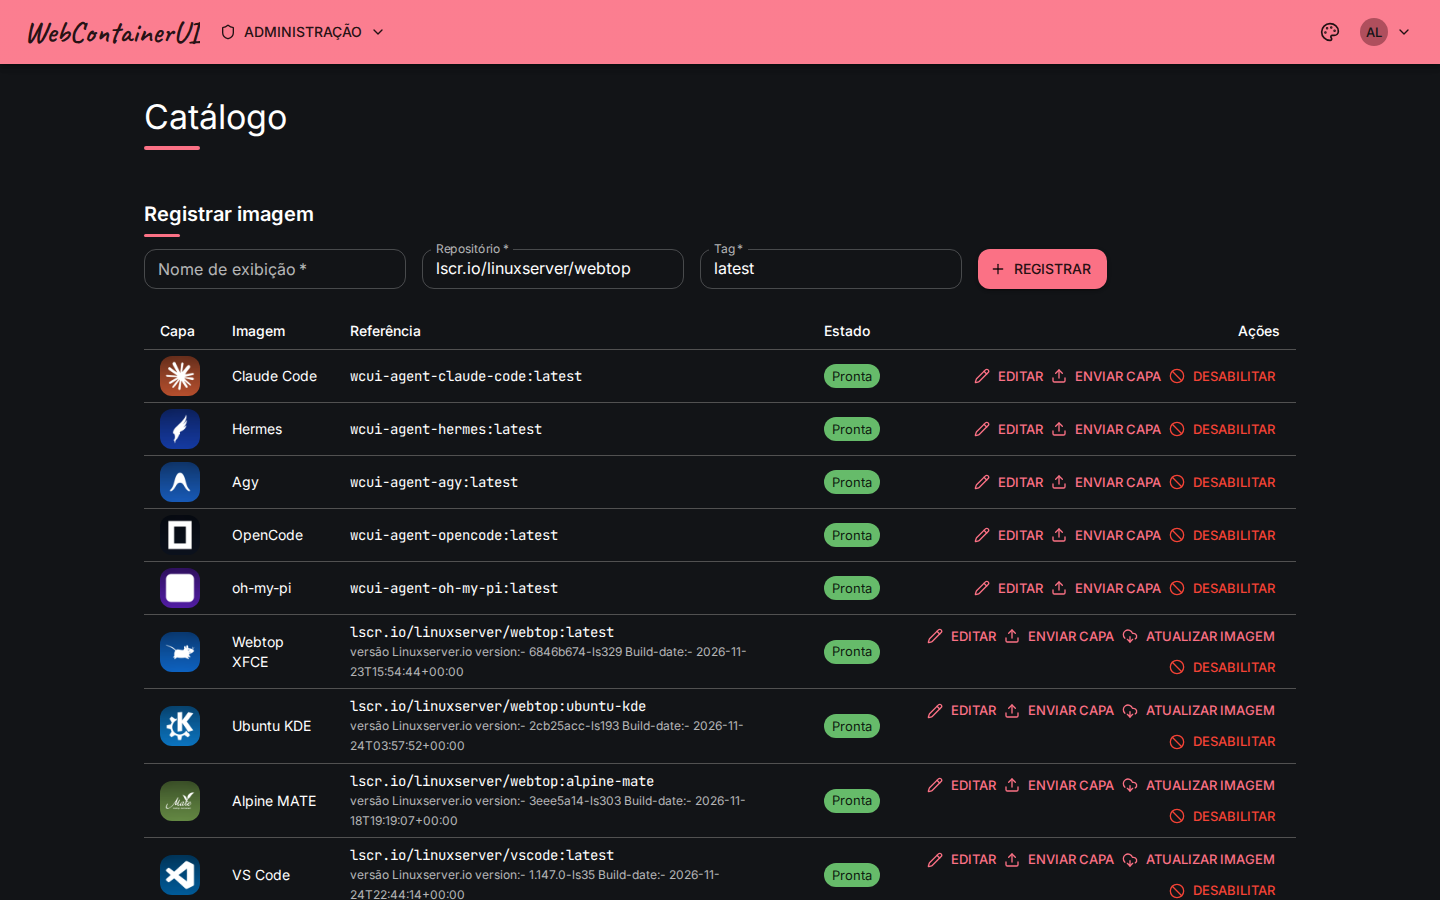 WebContainerUI ADMINISTRAÇÃO AL
Catálogo
Registrar imagem
Nome de exibição *
Repositório *
lscr.io/linuxserver/webtop
Tag *
latest
REGISTRAR
Capa Imagem Referência Estado Ações
Claude Code wcui-agent-claude-code:latest Pronta EDITAR ENVIAR CAPA DESABILITAR
Hermes wcui-agent-hermes:latest Pronta EDITAR ENVIAR CAPA DESABILITAR
Agy wcui-agent-agy:latest Pronta EDITAR ENVIAR CAPA DESABILITAR
OpenCode wcui-agent-opencode:latest Pronta EDITAR ENVIAR CAPA DESABILITAR
oh-my-pi wcui-agent-oh-my-pi:latest Pronta EDITAR ENVIAR CAPA DESABILITAR
Webtop
XFCE
lscr.io/linuxserver/webtop:latest
versão Linuxserver.io version:- 6846b674-ls329 Build-date:- 2026-11-
23T15:54:44+00:00
Pronta
EDITAR ENVIAR CAPA ATUALIZAR IMAGEM
DESABILITAR
Ubuntu KDE
lscr.io/linuxserver/webtop:ubuntu-kde
versão Linuxserver.io version:- 2cb25acc-ls193 Build-date:- 2026-11-
24T03:57:52+00:00
Pronta
EDITAR ENVIAR CAPA ATUALIZAR IMAGEM
DESABILITAR
Mate
Alpine MATE
lscr.io/linuxserver/webtop:alpine-mate
versão Linuxserver.io version:- 3eee5a14-ls303 Build-date:- 2026-11-
18T19:19:07+00:00
Pronta
EDITAR ENVIAR CAPA ATUALIZAR IMAGEM
DESABILITAR
VS Code
lscr.io/linuxserver/vscode:latest
versão Linuxserver.io version:- 1.147.0-ls35 Build-date:- 2026-11-
24T22:44:14+00:00
Pronta
EDITAR ENVIAR CAPA ATUALIZAR IMAGEM
DESABILITAR